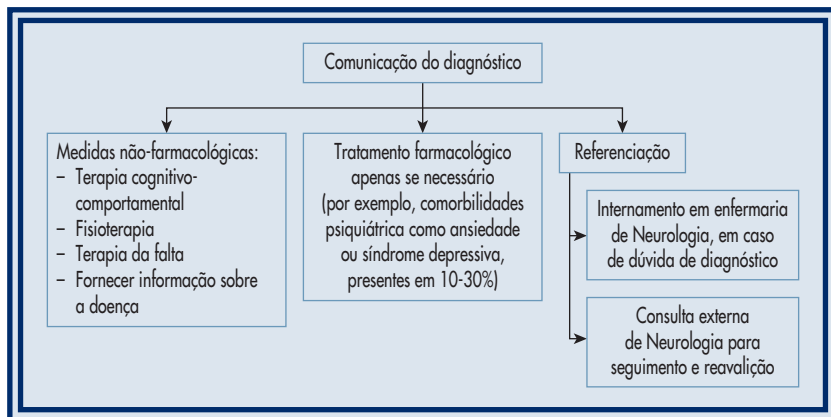 Comunicação do diagnóstico
Medidas não-farmacológicas:
– Terapia cognitivo-
comportamental
– Fisioterapia
– Terapia da falta
– Fornecer informação sobre
a doença
Tratamento farmacológico
apenas se necessário
(por exemplo, comorbilidades
psiquiátrica como ansiedade
ou síndrome depressiva,
presentes em 10-30%)
Referenciação
Internamento em enfermaria
de Neurologia, em caso
de dúvida de diagnóstico
Consulta externa
de Neurologia para
seguimento e reavalição